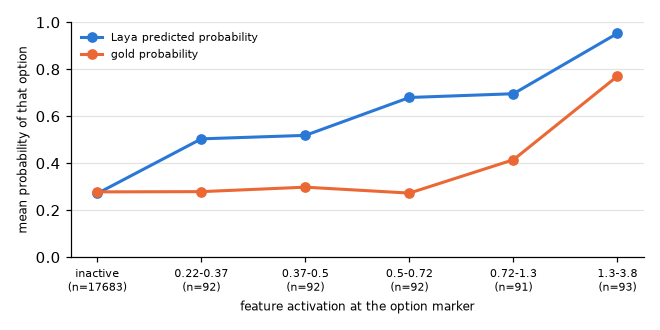 1.0
0.8
0.6
0.4
0.2
0.0
mean probability of that option
Laya predicted probability
gold probability
inactive
(n=17683)
0.22-0.37
(n=92)
0.37-0.5
(n=92)
0.5-0.72
(n=92)
0.72-1.3
(n=91)
1.3-3.8
(n=93)
feature activation at the option marker